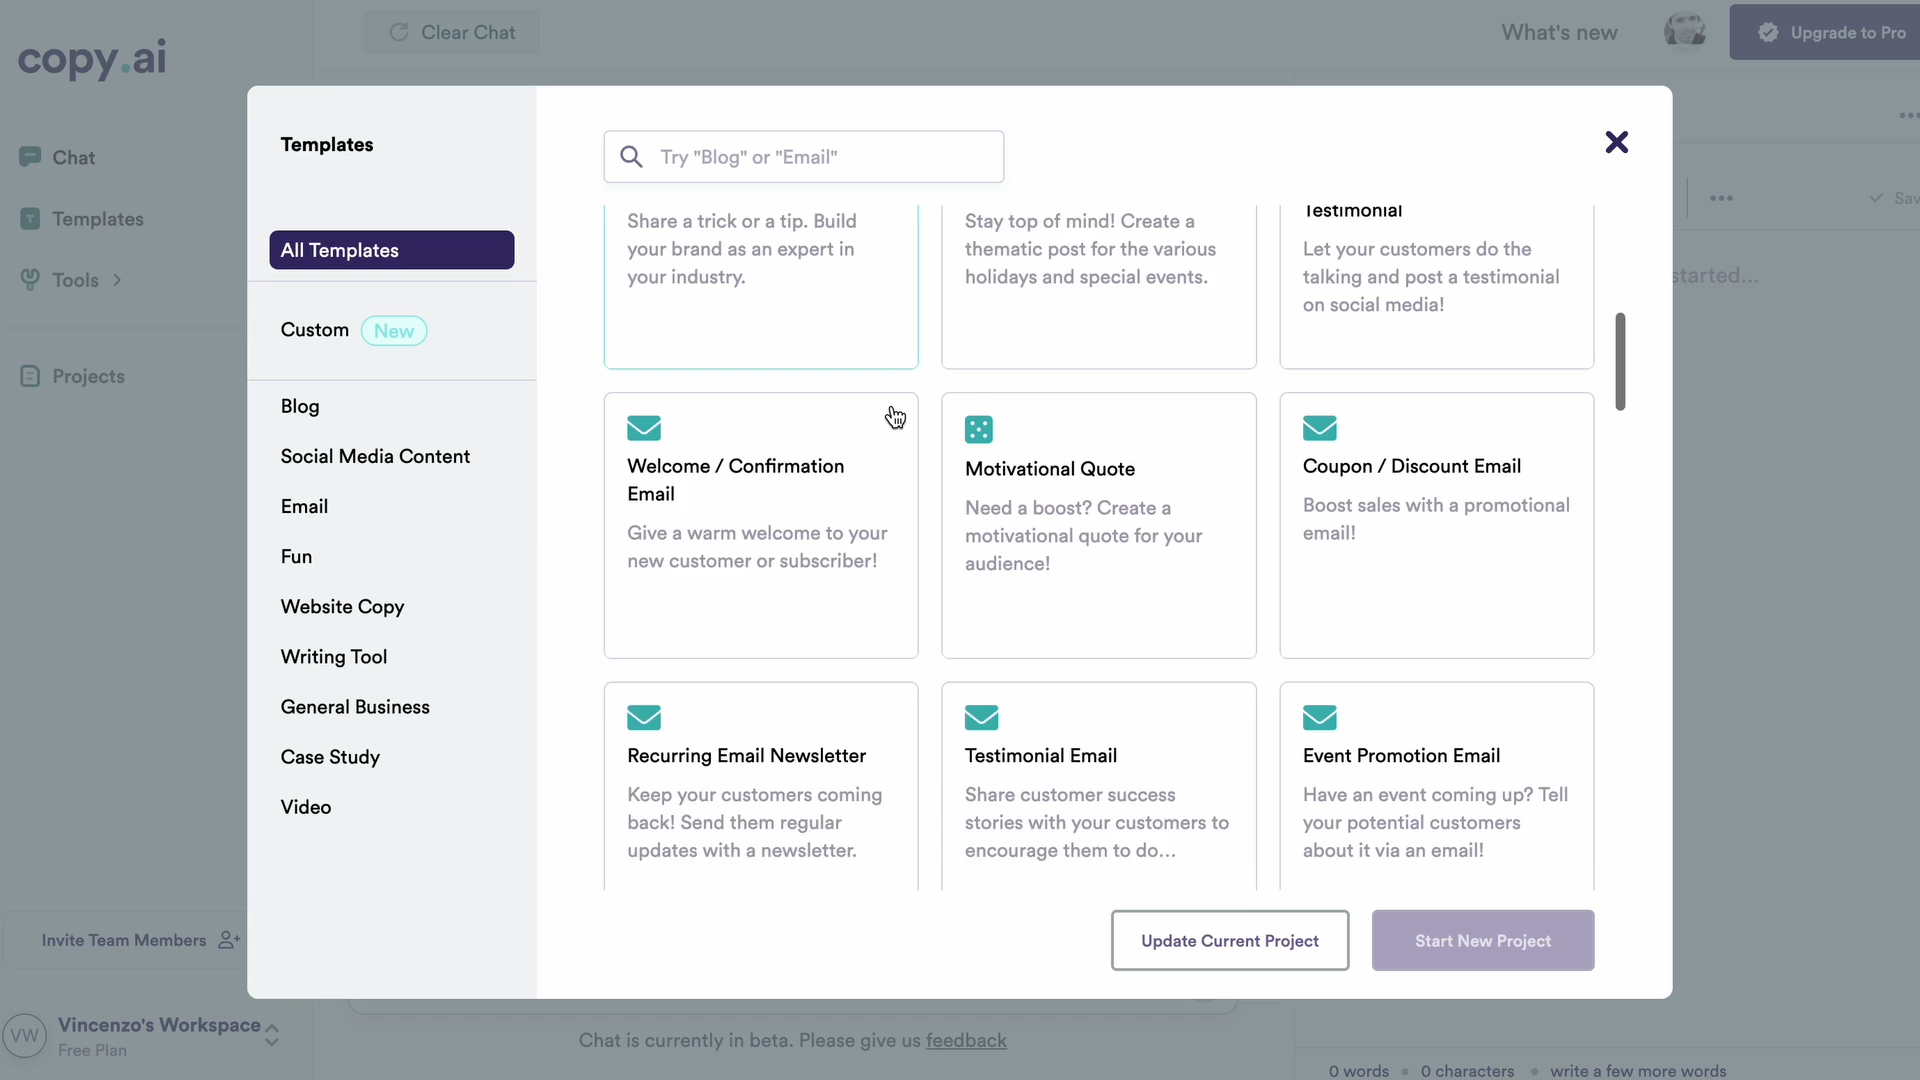 copy.ai
Clear Chat
What's new
Upgrade to Pro
Chat
Templates
Tools
Projects
Invite Team Members
VW
Vincenzo's Workspace
Free Plan
Templates
All Templates
Custom New
Blog
Social Media Content
Email
Fun
Website Copy
Writing Tool
General Business
Case Study
Video
Try "Blog" or "Email"
Share a trick or a tip. Build
your brand as an expert in
your industry.
Stay top of mind! Create a
thematic post for the various
holidays and special events.
Testimonial
Let your customers do the
talking and post a testimonial
on social media!
Welcome / Confirmation
Email
Give a warm welcome to your
new customer or subscriber!
Motivational Quote
Need a boost? Create a
motivational quote for your
audience!
Coupon / Discount Email
Boost sales with a promotional
email!
Recurring Email Newsletter
Keep your customers coming
back! Send them regular
updates with a newsletter.
Testimonial Email
Share customer success
stories with your customers to
encourage them to do...
Event Promotion Email
Have an event coming up? Tell
your potential customers
about it via an email!
Update Current Project
Start New Project
Sav
started...
Chat is currently in beta. Please give us feedback
0 words • 0 characters • write a few more words